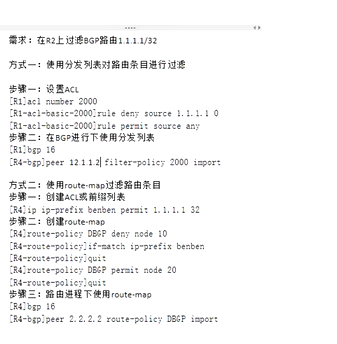 需求：在R2上过滤BGP路由1.1.1.1/32
方式一：使用分发列表对路由条目进行过滤
步骤一：设置ACL
[R1]acl number 2000
[R1-acl-basic-2000]rule deny source 1.1.1.1 0
[R1-acl-basic-2000]rule permit source any
步骤二：在BGP进行下使用分发列表
[R1]bgp 16
[R4-bgp]peer 12.1.1.2 filter-policy 2000 import
方式二：使用route-map过滤路由条目
步骤一：创建ACL或前缀列表
[R4]ip ip-prefix benben permit 1.1.1.1 32
步骤二：创建route-map
[R4]route-policy DBGP deny node 10
[R4-route-policy]if-match ip-prefix benben
[R4-route-policy]quit
[R4]route-policy DBGP permit node 20
[R4-route-policy]quit
步骤三：路由进程下使用route-map
[R4]bgp 16
[R4-bgp]peer 2.2.2.2 route-policy DBGP import